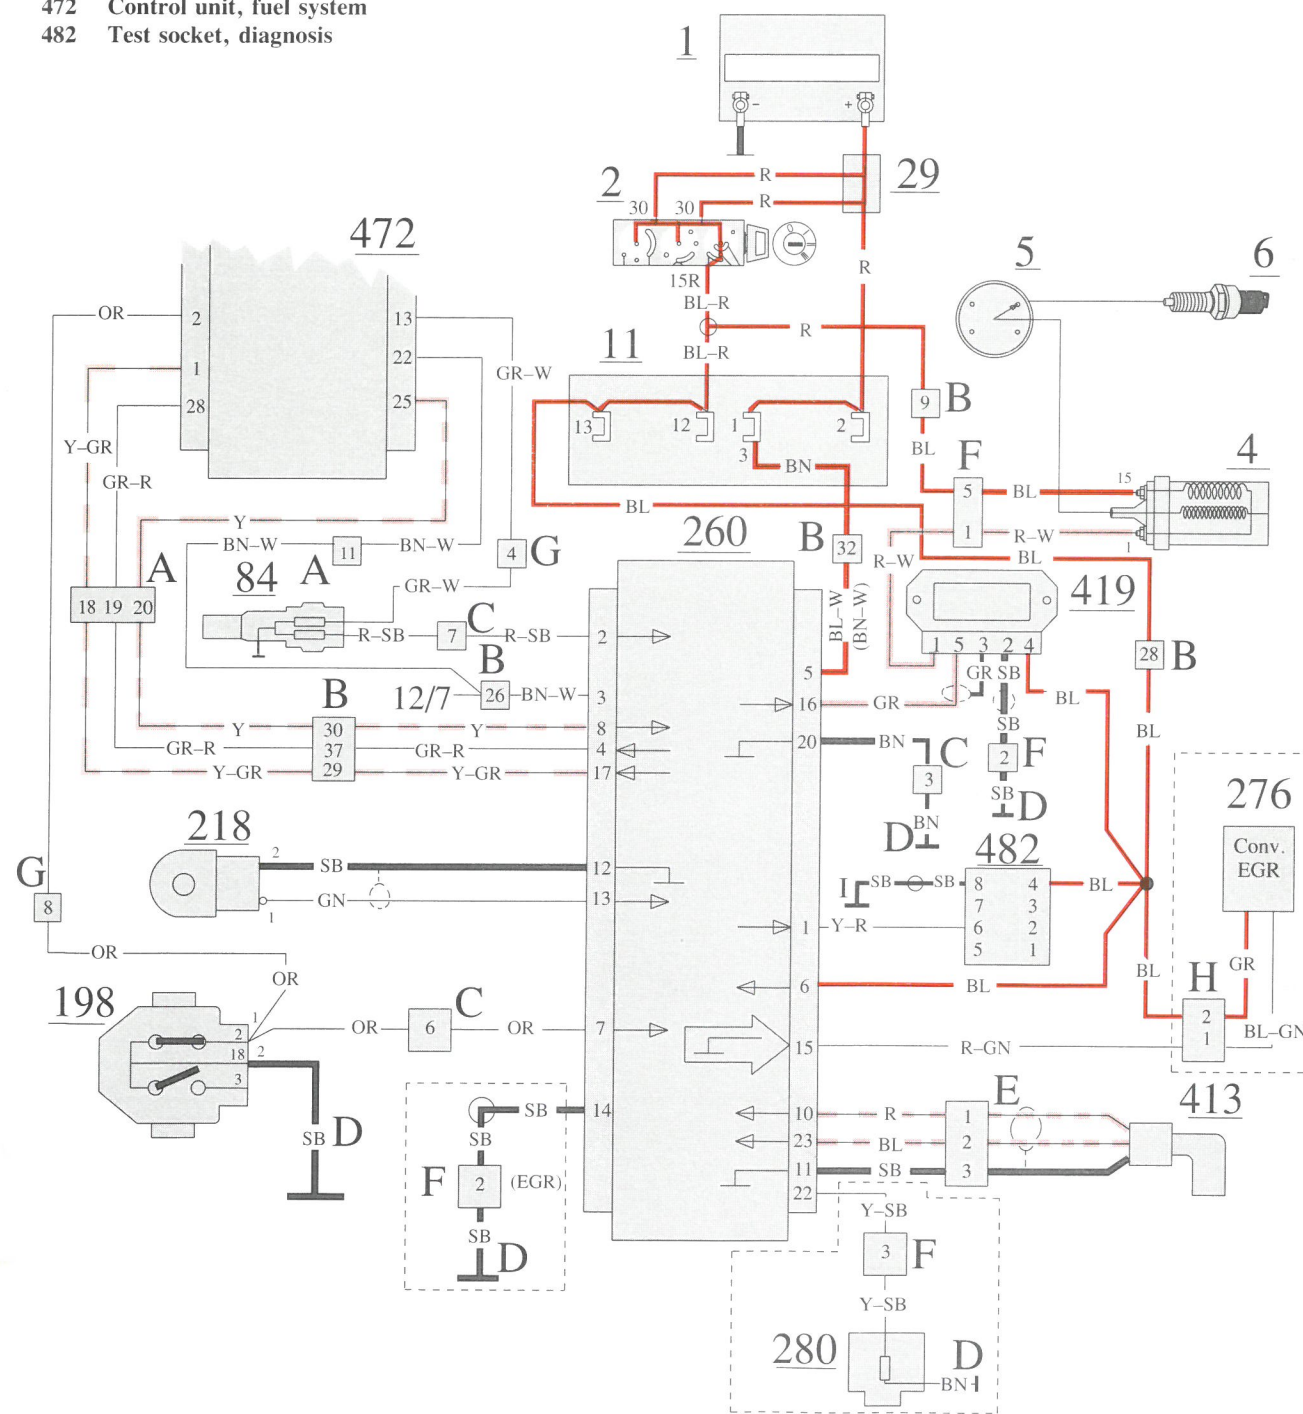 472 Control unit, fuel system
482 Test socket, diagnosis
1
- +
29
R
2
30 30
R
15R
BL–R
R
5
6
472
OR
2
13
R
11
BL–R
1
22
GR–W
28
25
13 12 1 2
9 B
Y–GR
3
BN
BL
F
4
GR–R
BL
5
BL
15
Y
260
B
32
1
R–W
1
BN–W
11
BN–W
4 G
R–W
BL
A
84
A
GR–W
BL–W
(BN–W)
419
18 19 20
R–SB
7
C
R–SB
2
1 5 3 2 4
28 B
B
5
GR
SB
12/7
26
BN–W
3
16
GR
BL
B
SB
Y
30
Y
8
20
BN
BL
GR–R
37
GR–R
4
C
3
2
F
Y–GR
29
Y–GR
17
SB
D
276
218
BN
D
Conv.
EGR
2
SB
12
482
G
I
SB
SB
8 4
BL
8
1
GN
13
7 3
1
Y–R
6 2
5 1
OR
BL
GR
OR
6
BL
H
198
C
2
1
OR
6
OR
7
1
BL–GN
2
18
2
15
R–GN
3
E
413
SB
14
10
R
1
SB
D
SB
23
BL
2
11
SB
3
F
2
(EGR)
22
Y–SB
SB
3 F
D
Y–SB
280
D
BN